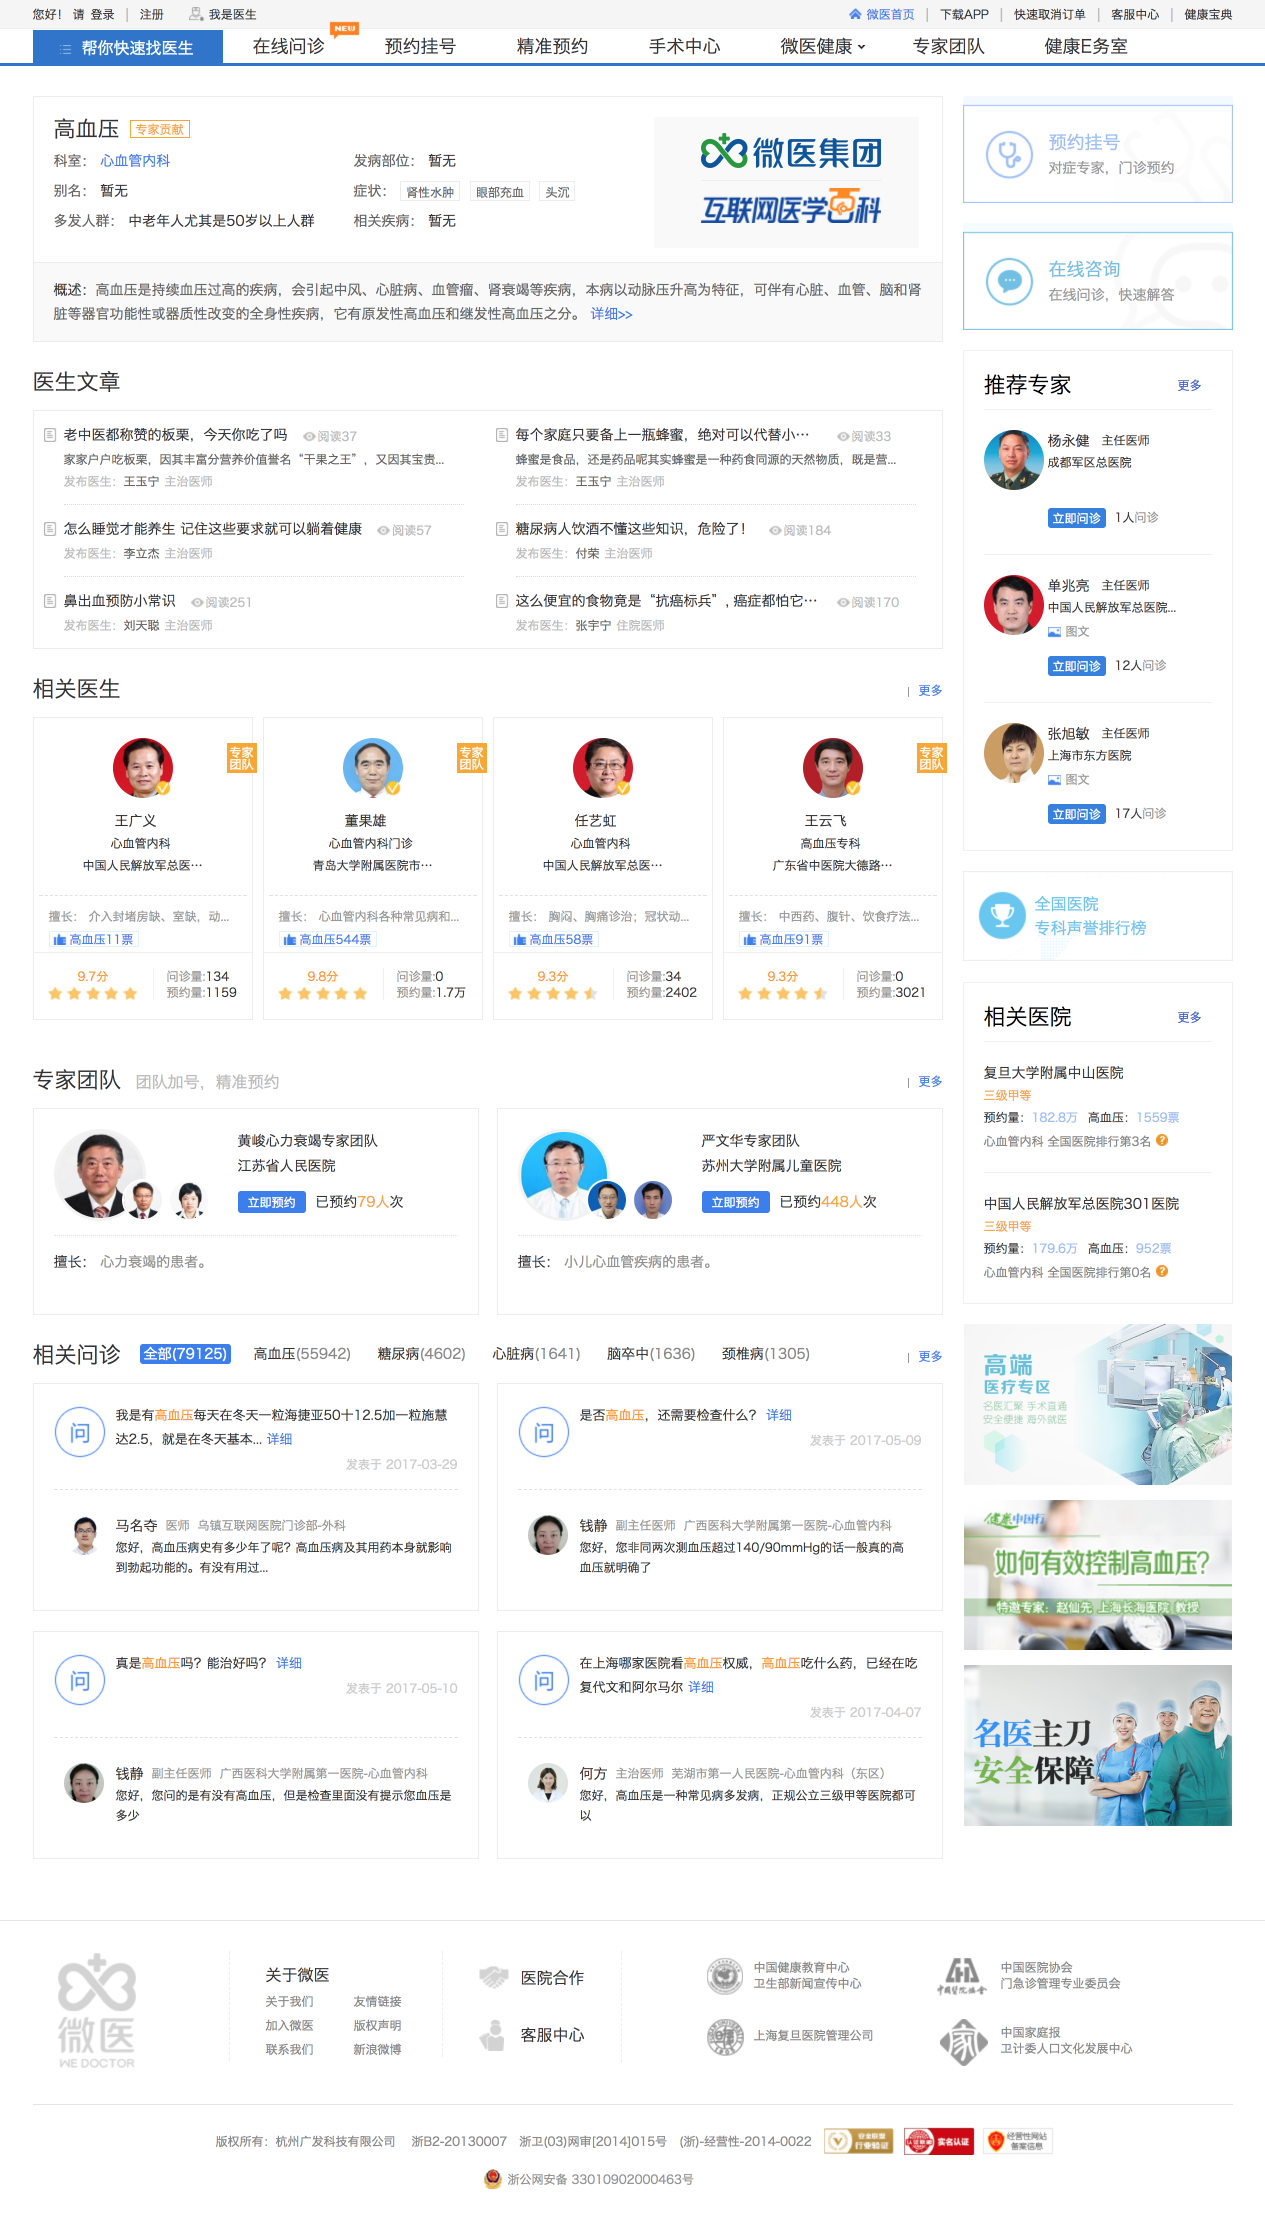 您好！ 请 登录 | 注册 我是医生 微医首页 | 下载APP | 快速取消订单 | 客服中心 | 健康宝典
帮你快速找医生 在线问诊 NEW 预约挂号 精准预约 手术中心 微医健康 专家团队 健康E务室
高血压 专家贡献
科室： 心血管内科 发病部位： 暂无
别名： 暂无 症状： 肾性水肿 眼部充血 头沉
多发人群： 中老年人尤其是50岁以上人群 相关疾病： 暂无
微医集团
互联网医学百科
概述：高血压是持续血压过高的疾病，会引起中风、心脏病、血管瘤、肾衰竭等疾病，本病以动脉压升高为特征，可伴有心脏、血管、脑和肾
脏等器官功能性或器质性改变的全身性疾病，它有原发性高血压和继发性高血压之分。 详细>>
医生文章
老中医都称赞的板栗，今天你吃了吗 阅读37
家家户户吃板栗，因其丰富分营养价值誉名“干果之王”，又因其宝贵...
发布医生：王玉宁 主治医师
每个家庭只要备上一瓶蜂蜜，绝对可以代替小… 阅读33
蜂蜜是食品，还是药品呢其实蜂蜜是一种药食同源的天然物质，既是营...
发布医生：王玉宁 主治医师
怎么睡觉才能养生 记住这些要求就可以躺着健康 阅读57
发布医生：李立杰 主治医师
糖尿病人饮酒不懂这些知识，危险了！ 阅读184
发布医生：付荣 主治医师
鼻出血预防小常识 阅读251
发布医生：刘天聪 主治医师
这么便宜的食物竟是“抗癌标兵”, 癌症都怕它… 阅读170
发布医生：张宇宁 住院医师
相关医生 | 更多
专家
团队
王广义
心血管内科
中国人民解放军总医…
擅长： 介入封堵房缺、室缺，动...
高血压11票
9.7分 问诊量:134
预约量:1159
专家
团队
董果雄
心血管内科门诊
青岛大学附属医院市…
擅长： 心血管内科各种常见病和...
高血压544票
9.8分 问诊量:0
预约量:1.7万
任艺虹
心血管内科
中国人民解放军总医…
擅长： 胸闷、胸痛诊治；冠状动...
高血压58票
9.3分 问诊量:34
预约量:2402
专家
团队
王云飞
高血压专科
广东省中医院大德路…
擅长： 中西药、腹针、饮食疗法...
高血压91票
9.3分 问诊量:0
预约量:3021
专家团队 团队加号，精准预约 | 更多
黄峻心力衰竭专家团队
江苏省人民医院
立即预约 已预约79人次
擅长： 心力衰竭的患者。
严文华专家团队
苏州大学附属儿童医院
立即预约 已预约448人次
擅长： 小儿心血管疾病的患者。
相关问诊 全部(79125) 高血压(55942) 糖尿病(4602) 心脏病(1641) 脑卒中(1636) 颈椎病(1305) | 更多
问
我是有高血压每天在冬天一粒海捷亚50十12.5加一粒施慧
达2.5，就是在冬天基本... 详细
发表于 2017-03-29
马名夺 医师 乌镇互联网医院门诊部-外科
您好，高血压病史有多少年了呢？高血压病及其用药本身就影响
到勃起功能的。有没有用过...
问
是否高血压，还需要检查什么？ 详细
发表于 2017-05-09
钱静 副主任医师 广西医科大学附属第一医院-心血管内科
您好，您非同两次测血压超过140/90mmHg的话一般真的高
血压就明确了
问
真是高血压吗？能治好吗？ 详细
发表于 2017-05-10
钱静 副主任医师 广西医科大学附属第一医院-心血管内科
您好，您问的是有没有高血压，但是检查里面没有提示您血压是
多少
问
在上海哪家医院看高血压权威，高血压吃什么药，已经在吃
复代文和阿尔马尔 详细
发表于 2017-04-07
何方 主治医师 芜湖市第一人民医院-心血管内科（东区）
您好，高血压是一种常见病多发病，正规公立三级甲等医院都可
以
预约挂号
对症专家，门诊预约
在线咨询
在线问诊，快速解答
推荐专家 更多
杨永健 主任医师
成都军区总医院
立即问诊 1人问诊
单兆亮 主任医师
中国人民解放军总医院...
图文
立即问诊 12人问诊
张旭敏 主任医师
上海市东方医院
图文
立即问诊 17人问诊
全国医院
专科声誉排行榜
相关医院 更多
复旦大学附属中山医院
三级甲等
预约量：182.8万 高血压：1559票
心血管内科 全国医院排行第3名 ?
中国人民解放军总医院301医院
三级甲等
预约量：179.6万 高血压：952票
心血管内科 全国医院排行第0名 ?
高端
医疗专区
名医汇聚 手术直通
安全便捷 海外就医
健康中国行
如何有效控制高血压？
特邀专家：赵仙先 上海长海医院 教授
名医主刀
安全保障
微医
WE DOCTOR
关于微医
关于我们 友情链接
加入微医 版权声明
联系我们 新浪微博
医院合作
客服中心
中国健康教育中心
卫生部新闻宣传中心
中国医院协会
中国医院协会
门急诊管理专业委员会
上海复旦医院管理公司
家
中国家庭报
卫计委人口文化发展中心
版权所有：杭州广发科技有限公司 浙B2-20130007 浙卫(03)网审[2014]015号 (浙)-经营性-2014-0022
安全联盟
行业验证
实名认证
经营性网站
备案信息
浙公网安备 33010902000463号